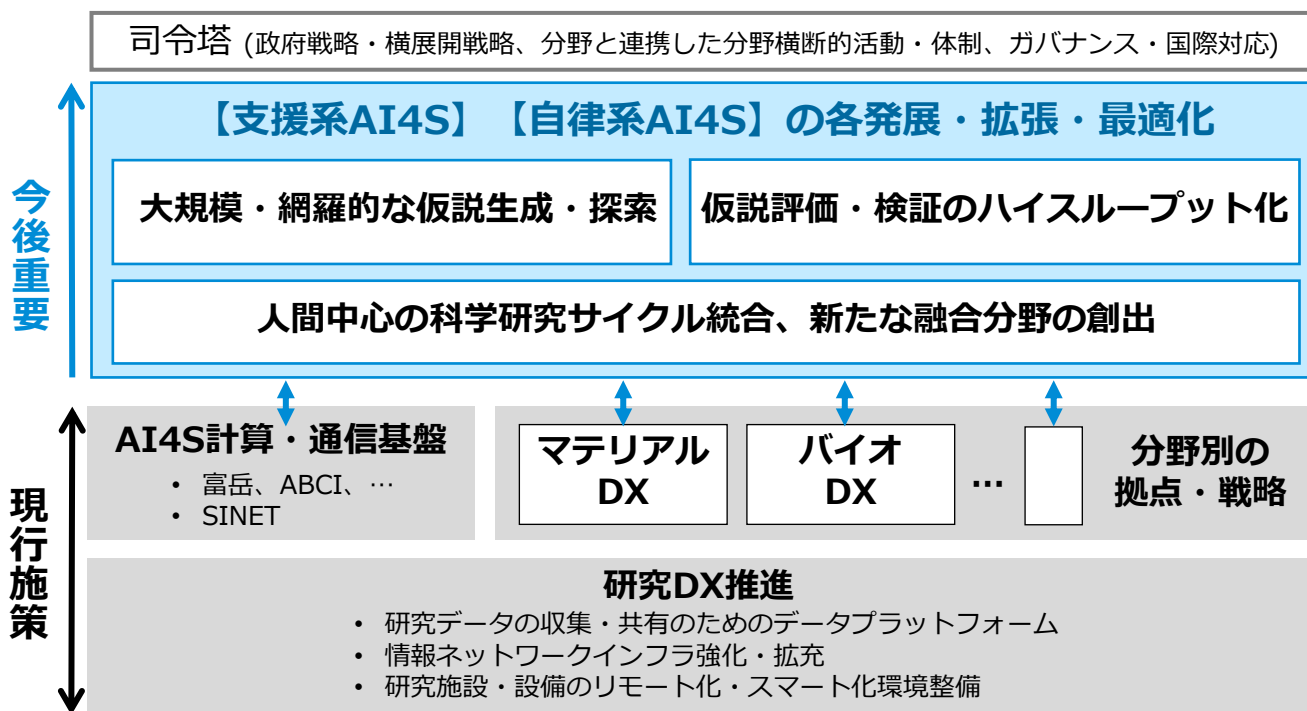 司令塔 (政府戦略・横展開戦略、分野と連携した分野横断的活動・体制、ガバナンス・国際対応)
今後重要
【支援系AI4S】【自律系AI4S】の各発展・拡張・最適化
大規模・網羅的な仮説生成・探索
仮説評価・検証のハイスループット化
人間中心の科学研究サイクル統合、新たな融合分野の創出
現行施策
AI4S計算・通信基盤
• 富岳、ABCI、…
• SINET
マテリアル
DX
バイオ
DX
…
分野別の
拠点・戦略
研究DX推進
• 研究データの収集・共有のためのデータプラットフォーム
• 情報ネットワークインフラ強化・拡充
• 研究施設・設備のリモート化・スマート化環境整備